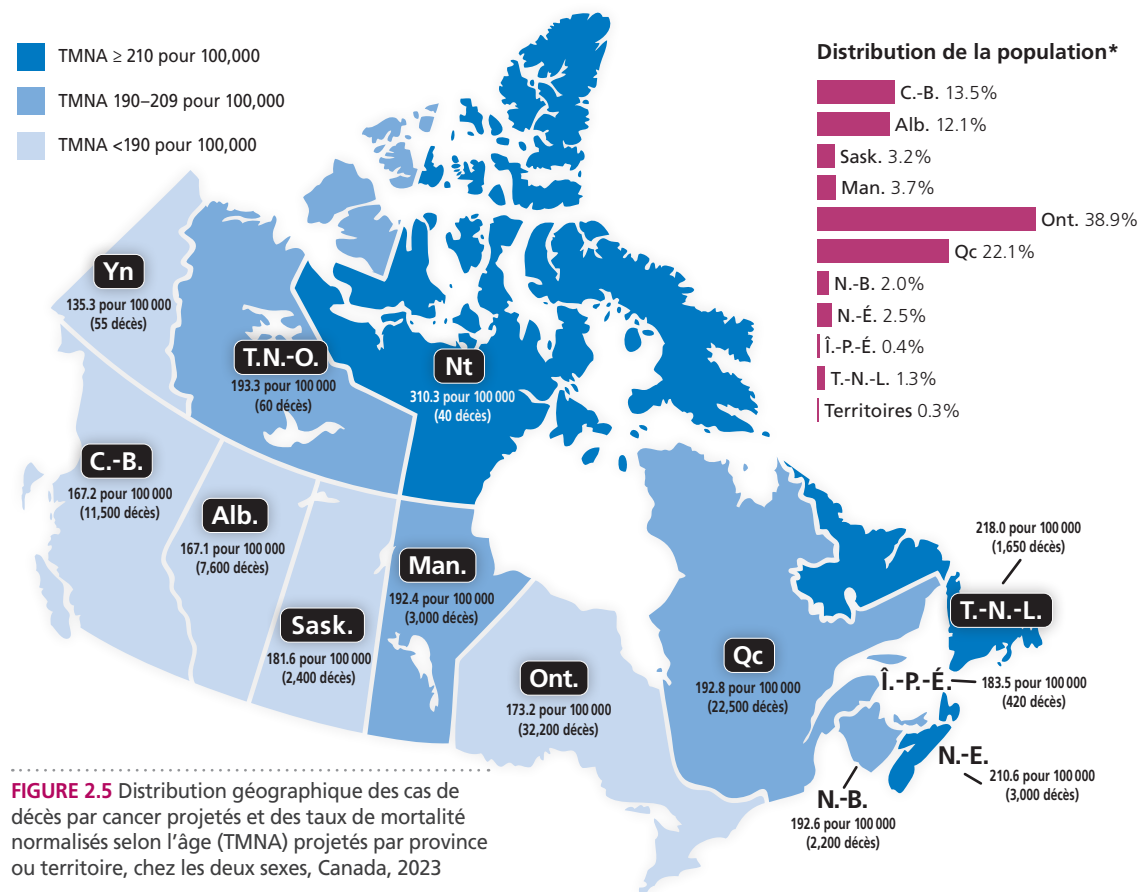 TMNA ≥ 210 pour 100,000
TMNA 190–209 pour 100,000
TMNA <190 pour 100,000
Distribution de la population*
C.-B. 13.5%
Alb. 12.1%
Sask. 3.2%
Man. 3.7%
Ont. 38.9%
Qc 22.1%
N.-B. 2.0%
N.-É. 2.5%
Î.-P.-É. 0.4%
T.-N.-L. 1.3%
Territoires 0.3%
Yn
135.3 pour 100 000
(55 décès)
T.N.-O.
193.3 pour 100 000
(60 décès)
Nt
310.3 pour 100 000
(40 décès)
C.-B.
167.2 pour 100 000
(11,500 décès)
Alb.
167.1 pour 100 000
(7,600 décès)
Sask.
181.6 pour 100 000
(2,400 décès)
Man.
192.4 pour 100 000
(3,000 décès)
Ont.
173.2 pour 100 000
(32,200 décès)
Qc
192.8 pour 100 000
(22,500 décès)
218.0 pour 100 000
(1,650 décès)
T.-N.-L.
Î.-P.-É.
183.5 pour 100 000
(420 décès)
N.-E.
210.6 pour 100 000
(3,000 décès)
N.-B.
192.6 pour 100 000
(2,200 décès)
FIGURE 2.5 Distribution géographique des cas de
décès par cancer projetés et des taux de mortalité
normalisés selon l’âge (TMNA) projetés par province
ou territoire, chez les deux sexes, Canada, 2023